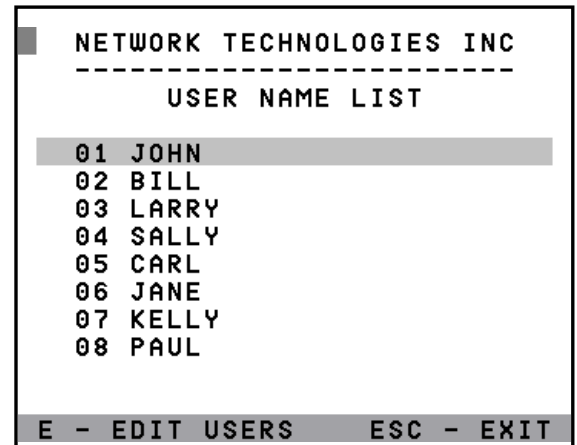 NETWORK TECHNOLOGIES INC
------------------------
USER NAME LIST
01 JOHN
02 BILL
03 LARRY
04 SALLY
05 CARL
06 JANE
07 KELLY
08 PAUL
E - EDIT USERS ESC - EXIT